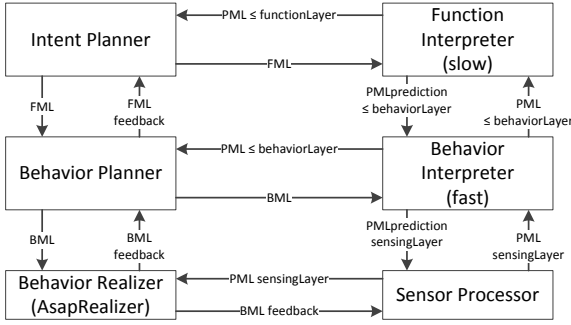 PML ≤ functionLayer
Intent Planner
Function
Interpreter
(slow)
FML
FML
FML
feedback
PMLprediction
≤ behaviorLayer
PML
≤ behaviorLayer
PML ≤ behaviorLayer
Behavior Planner
Behavior
Interpreter
(fast)
BML
BML
BML
feedback
PMLprediction
sensingLayer
PML
sensingLayer
Behavior Realizer
(AsapRealizer)
PML sensingLayer
Sensor Processor
BML feedback